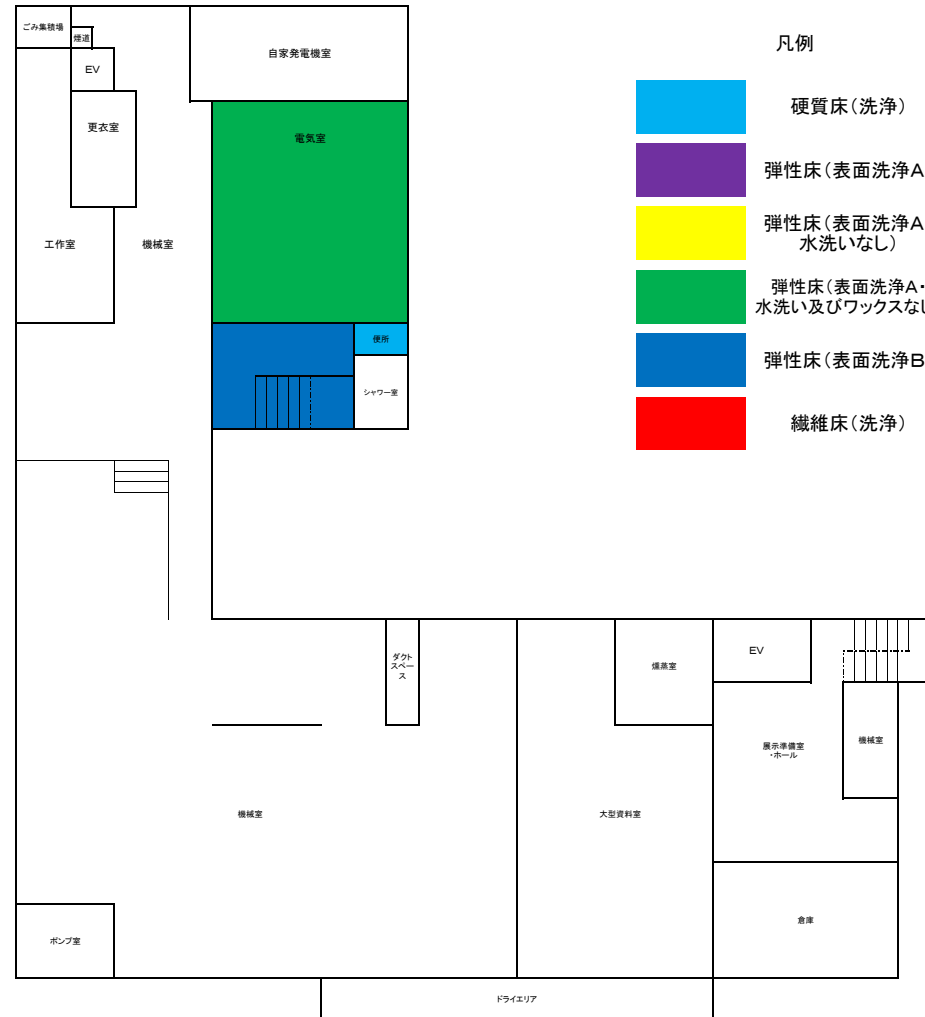 ごみ集積場
煙道
EV
自家発電機室
更衣室
電気室
工作室
機械室
便所
シャワー室
凡例
硬質床(洗浄)
弾性床(表面洗浄A
弾性床(表面洗浄A
水洗いなし)
弾性床(表面洗浄A・
水洗い及びワックスなし
弾性床(表面洗浄B
繊維床(洗浄)
ダクト
スペー
ス
燻蒸室
EV
展示準備室
・ホール
機械室
機械室
大型資料室
倉庫
ポンプ室
ドライエリア